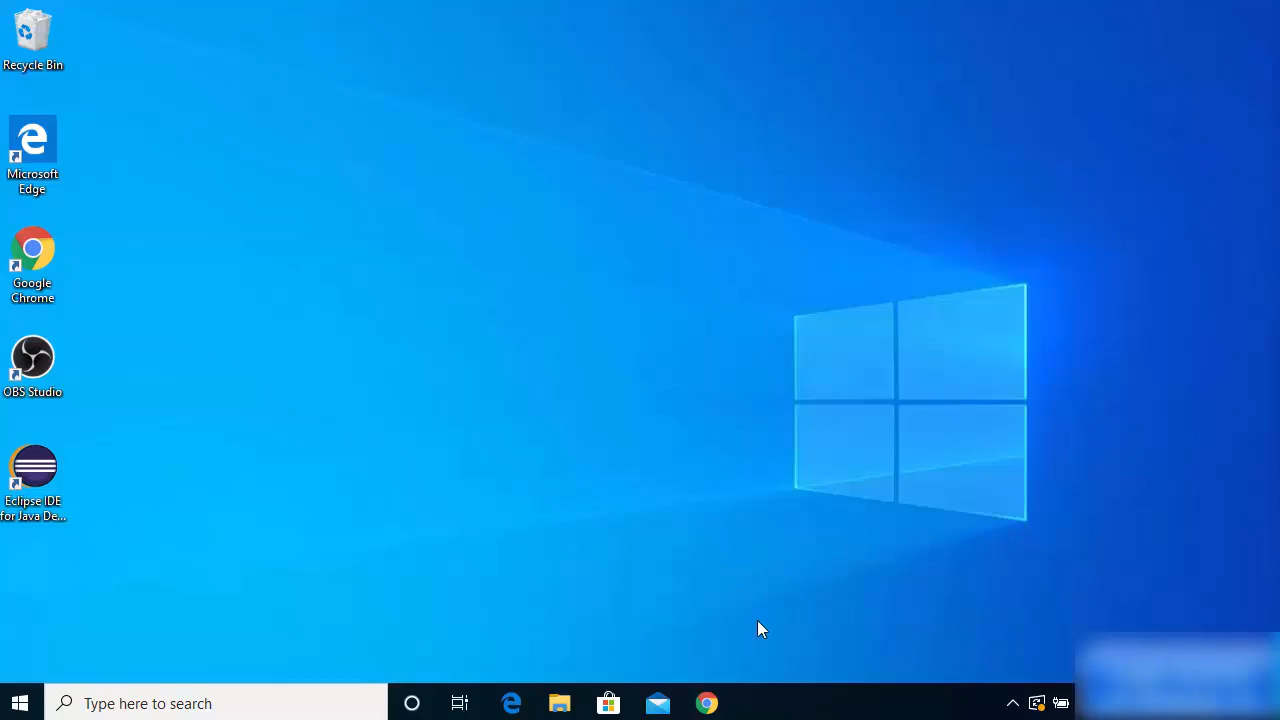 Recycle Bin
Microsoft
Edge
Google
Chrome
OBS Studio
Eclipse IDE
for Java De...
Type here to search